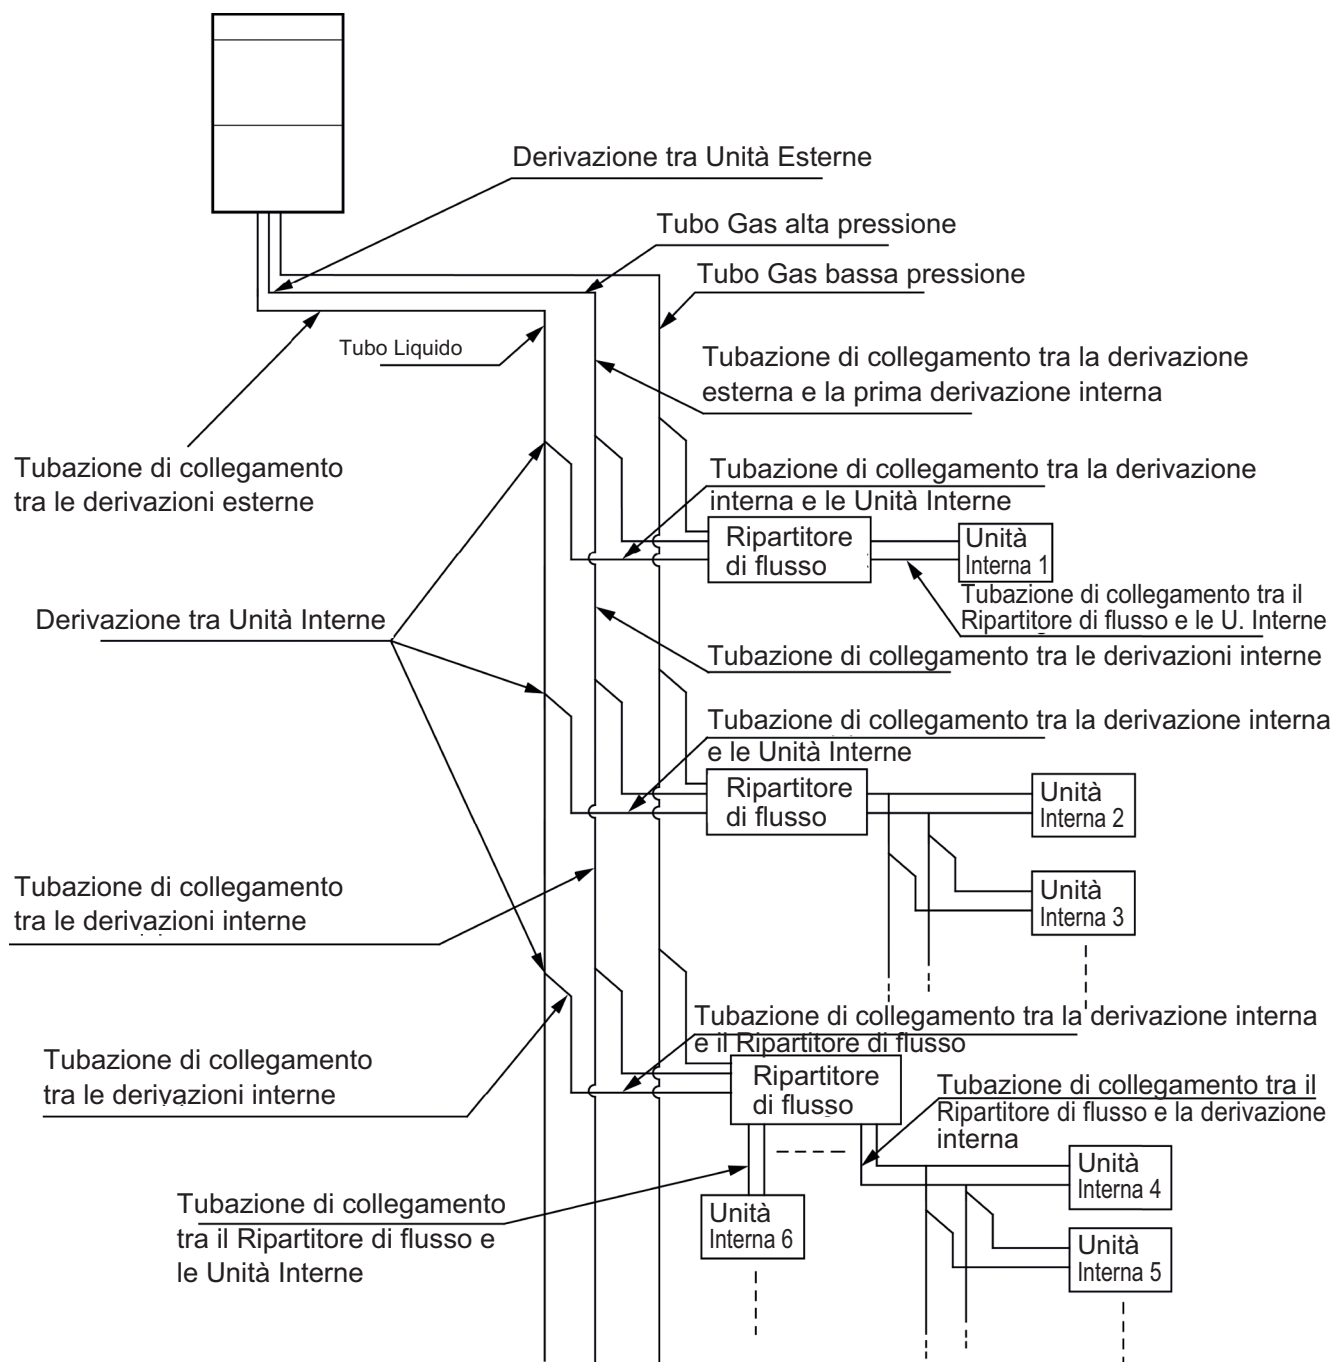 Derivazione tra Unità Esterne
Tubo Gas alta pressione
Tubo Gas bassa pressione
Tubo Liquido
Tubazione di collegamento tra la derivazione
esterna e la prima derivazione interna
Tubazione di collegamento
tra le derivazioni esterne
Tubazione di collegamento tra la derivazione
interna e le Unità Interne
Ripartitore
di flusso
Unità
Interna 1
Tubazione di collegamento tra il
Ripartitore di flusso e le U. Interne
Derivazione tra Unità Interne
Tubazione di collegamento tra le derivazioni interne
Tubazione di collegamento tra la derivazione interna
e le Unità Interne
Ripartitore
di flusso
Unità
Interna 2
Tubazione di collegamento
tra le derivazioni interne
Unità
Interna 3
Tubazione di collegamento tra la derivazione interna
e il Ripartitore di flusso
Tubazione di collegamento
tra le derivazioni interne
Ripartitore
di flusso
Tubazione di collegamento tra il
Ripartitore di flusso e la derivazione
interna
Unità
Interna 4
Tubazione di collegamento
tra il Ripartitore di flusso e
le Unità Interne
Unità
Interna 6
Unità
Interna 5